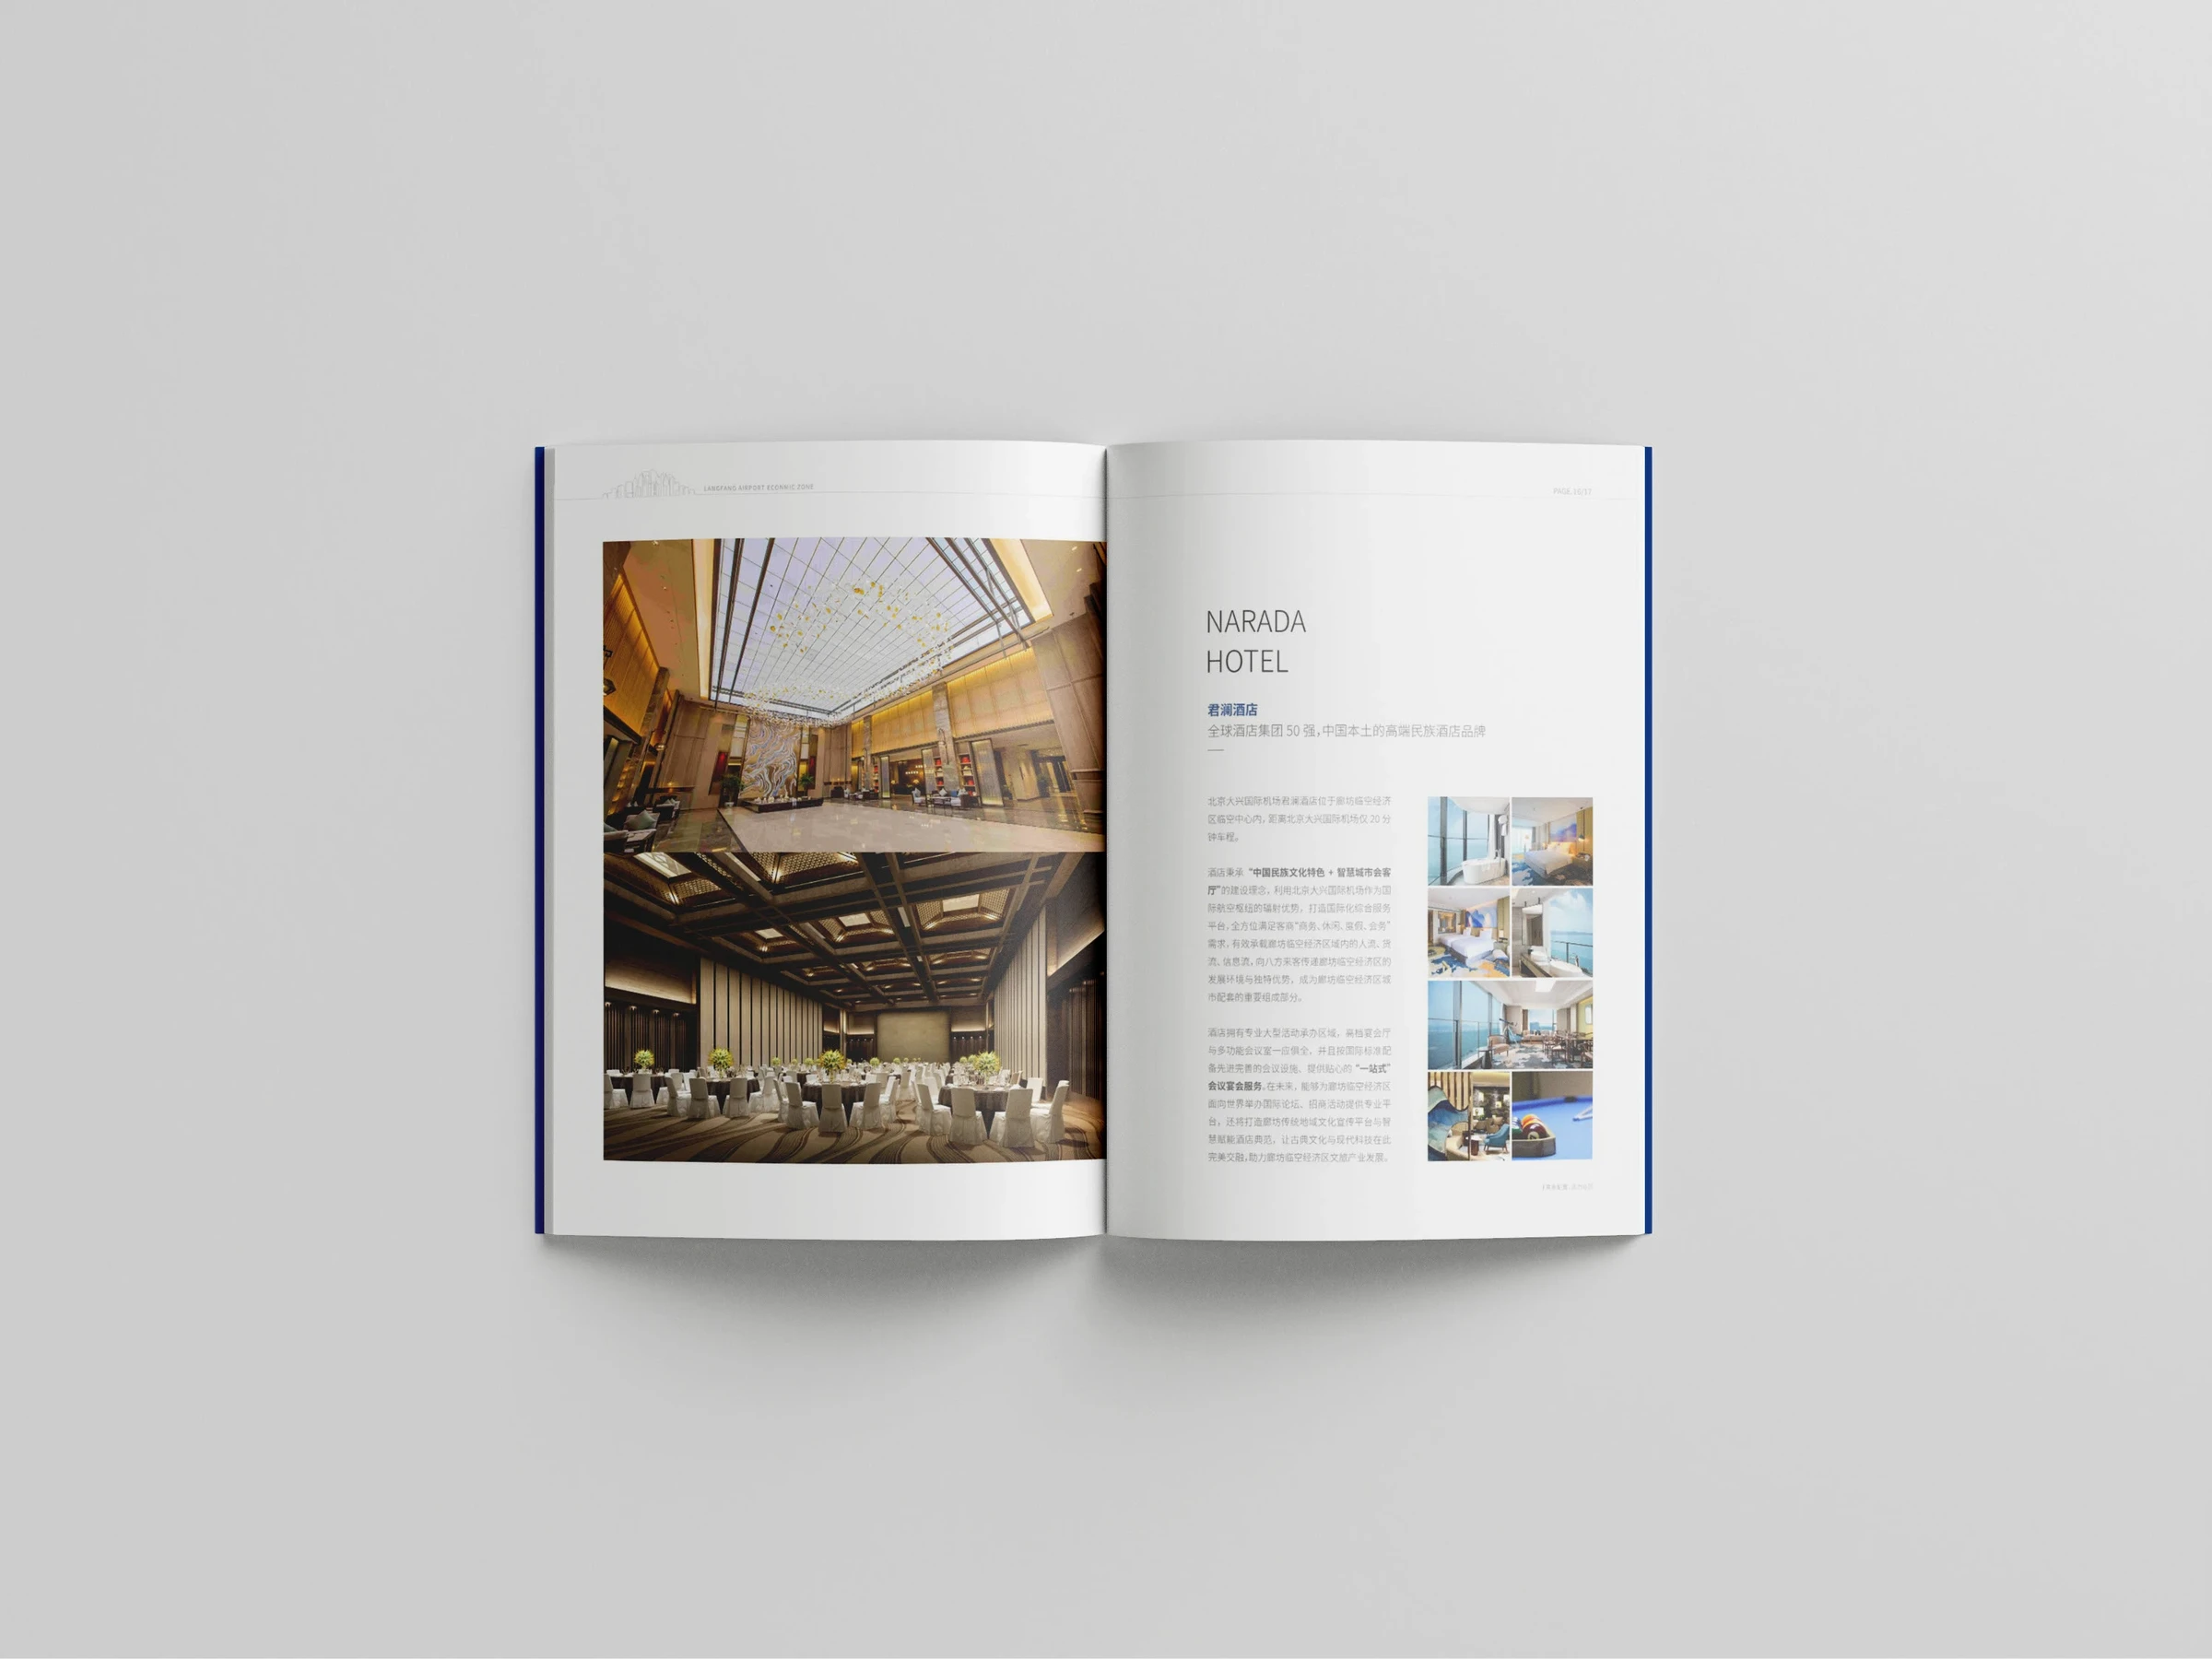 LANGFANG AIRPORT ECONMIC ZONE
PAGE 16/17
NARADA
HOTEL
君澜酒店
全球酒店集团 50 强，中国本土的高端民族酒店品牌
北京大兴国际机场君澜酒店位于廊坊临空经济
区临空中心内，距离北京大兴国际机场仅 20 分
钟车程。
酒店秉承“中国民族文化特色 + 智慧城市会客
厅”的建设理念，利用北京大兴国际机场作为国
际航空枢纽的辐射优势，打造国际化综合服务
平台，全方位满足客商“商务、休闲、度假、会务”
需求，有效承载廊坊临空经济区域内的人流、货
流、信息流，向八方来客传递廊坊临空经济区的
发展环境与独特优势，成为廊坊临空经济区城
市配套的重要组成部分。
酒店拥有专业大型活动承办区域，高档宴会厅
与多功能会议室一应俱全，并且按国际标准配
备先进完善的会议设施、提供贴心的“一站式”
会议宴会服务，在未来，能够为廊坊临空经济区
面向世界举办国际论坛、招商活动提供专业平
台，还将打造廊坊传统地域文化宣传平台与智
慧赋能酒店典范，让古典文化与现代科技在此
完美交融，助力廊坊临空经济区文旅产业发展。